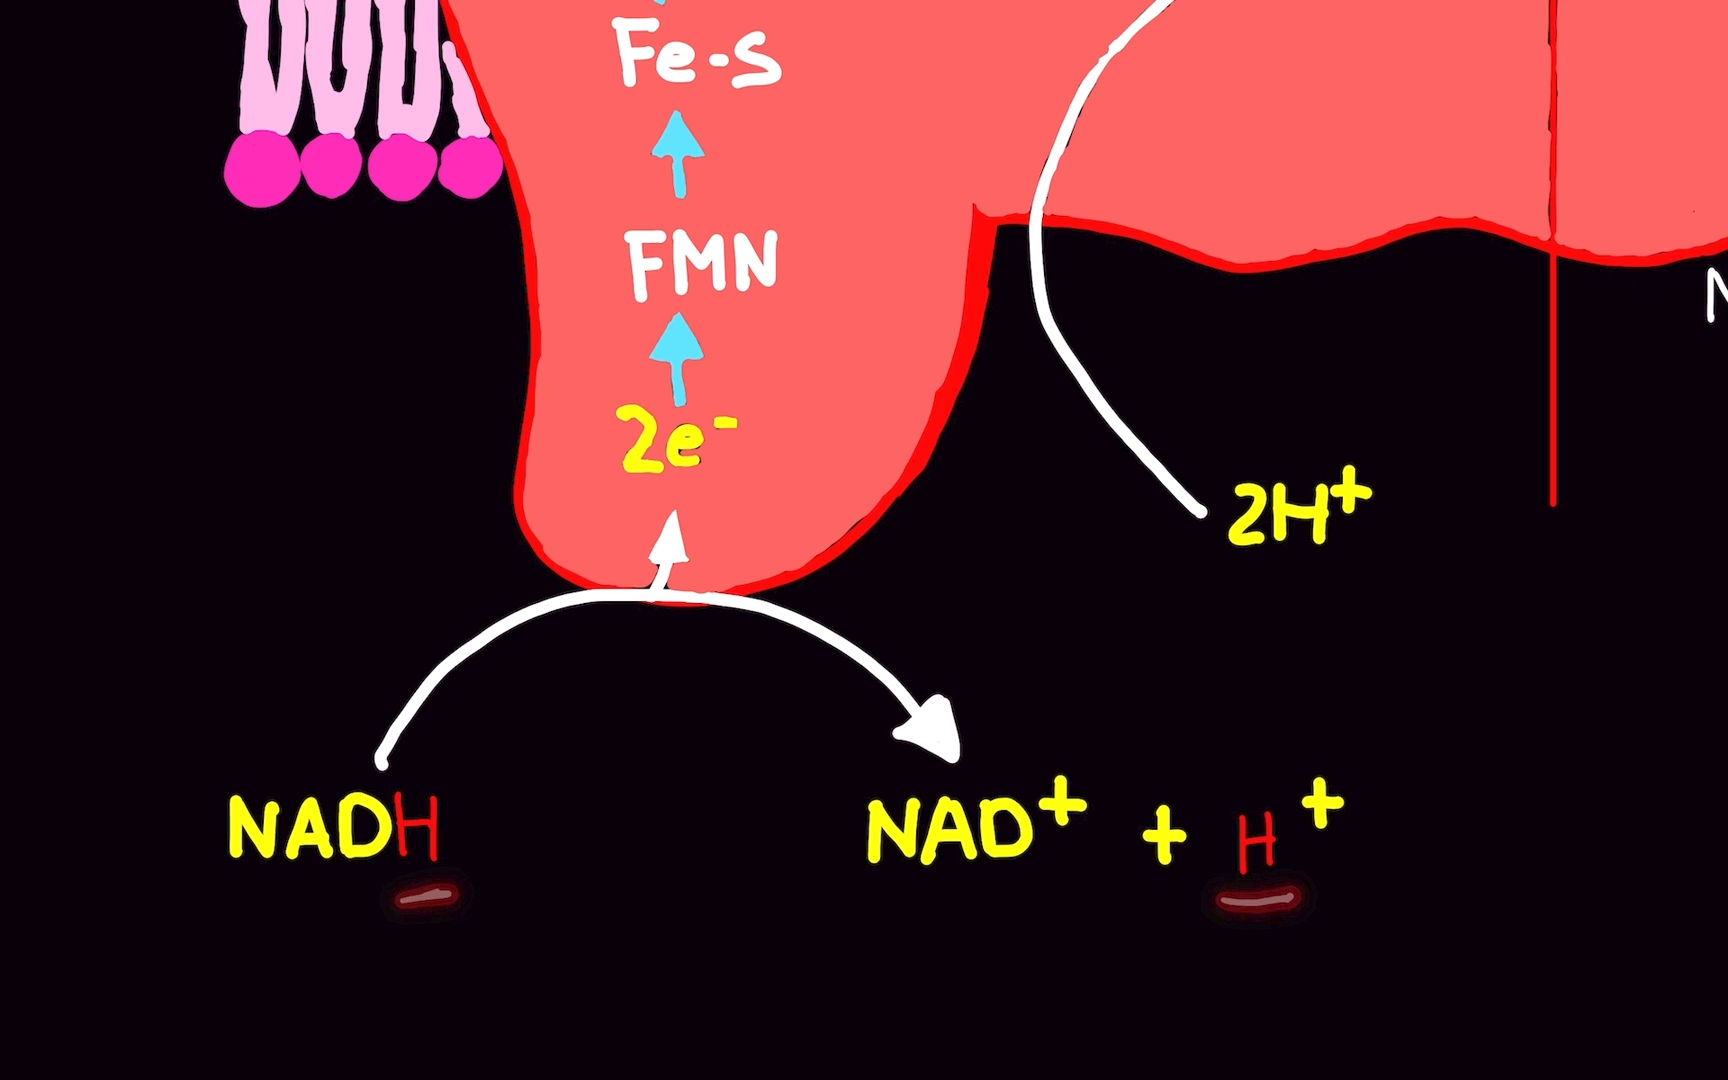 Fe-S
FMN
2e⁻
2H⁺
NADH
NAD⁺ + H⁺